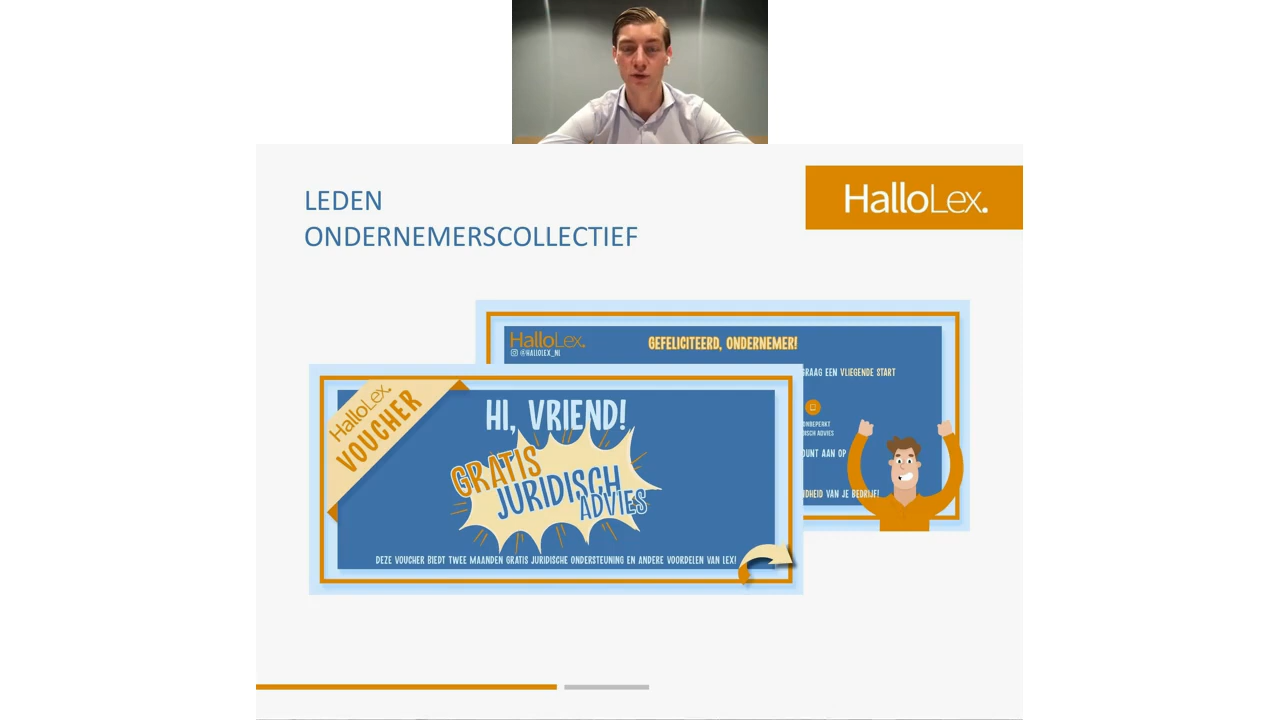 LEDEN
ONDERNEMERSCOLLECTIEF
HalloLex.
HalloLex.
@HALLOLEX_NL
GEFELICITEERD, ONDERNEMER!
GRAAG EEN VLIEGENDE START
ADVIES
OUNT AAN OP
DHEID VAN JE BEDRIJF!
HalloLex.
VOUCHER
HI, VRIEND!
GRATIS
JURIDISCH
ADVIES
DEZE VOUCHER BIEDT TWEE MAANDEN GRATIS JURIDISCHE ONDERSTEUNING EN ANDERE VOORDELEN VAN LEX!